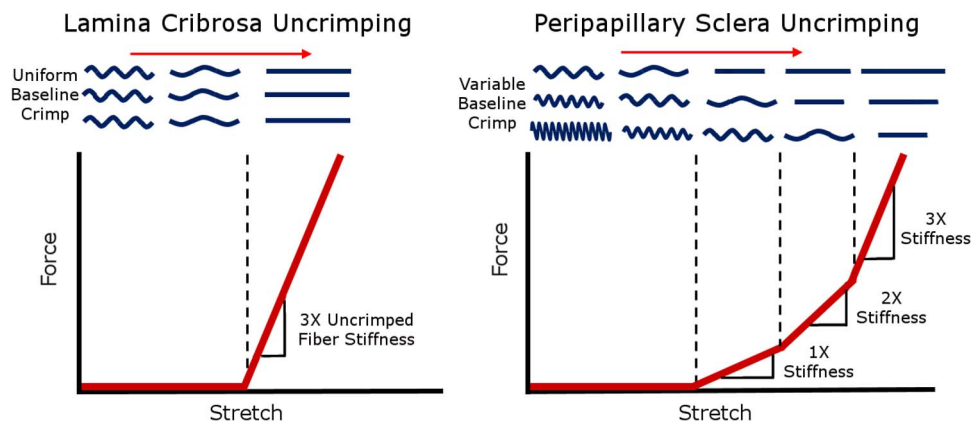 Lamina Cribrosa Uncrimping
Uniform
Baseline
Crimp
Force
3X Uncrimped
Fiber Stiffness
Stretch
Peripapillary Sclera Uncrimping
Variable
Baseline
Crimp
Force
3X
Stiffness
2X
Stiffness
1X
Stiffness
Stretch